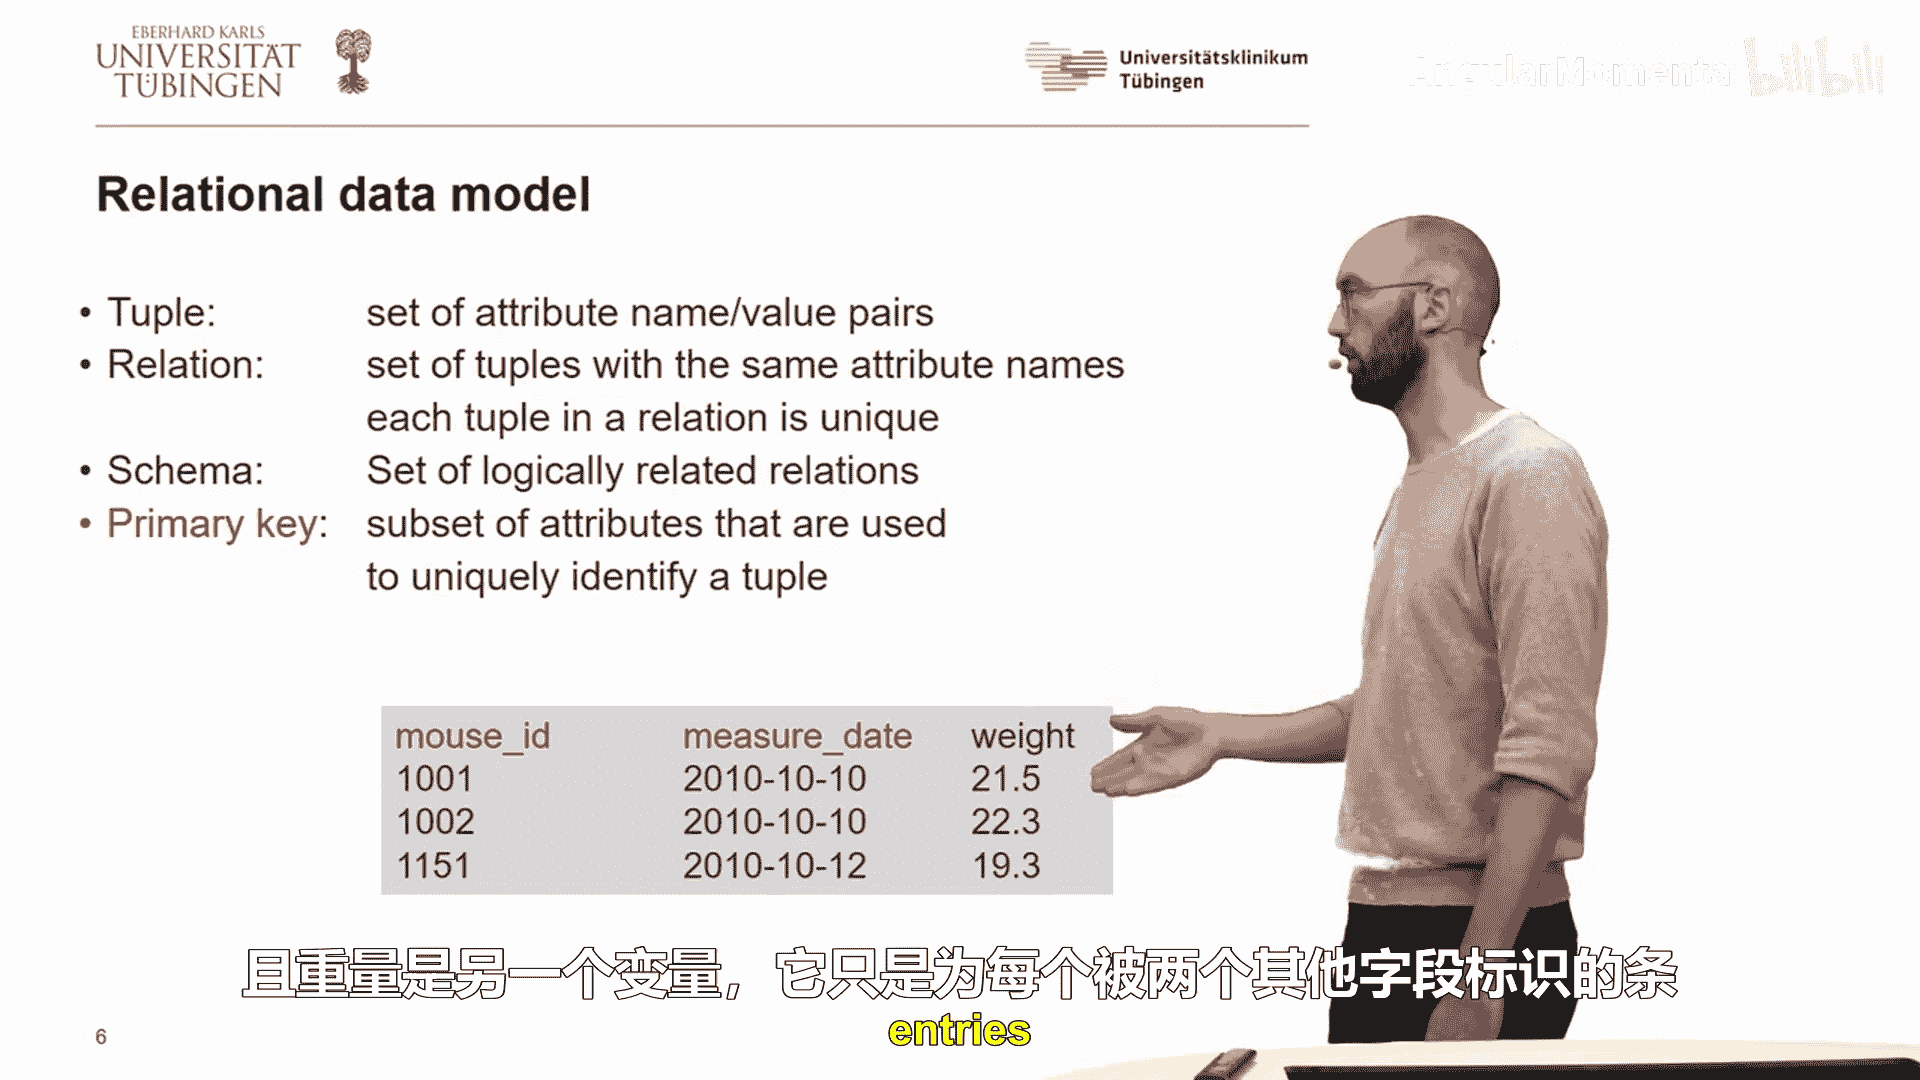 EBERHARD KARLS
UNIVERSITÄT
TÜBINGEN
Universitätsklinikum
Tübingen
AngularMomenta bilibili
Relational data model
• Tuple: set of attribute name/value pairs
• Relation: set of tuples with the same attribute names
each tuple in a relation is unique
• Schema: Set of logically related relations
• Primary key: subset of attributes that are used
to uniquely identify a tuple
mouse_id measure_date weight
1001 2010-10-10 21.5
1002 2010-10-10 22.3
1151 2010-10-12 19.3
且重量是另一个变量，它只是为每个被两个其他字段标识的条
entries
6